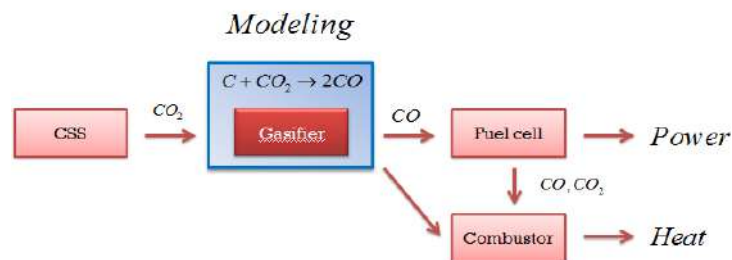 Modeling
C + CO₂ → 2CO
CSS
CO₂
Gasifier
CO
Fuel cell
Power
CO, CO₂
Combustor
Heat